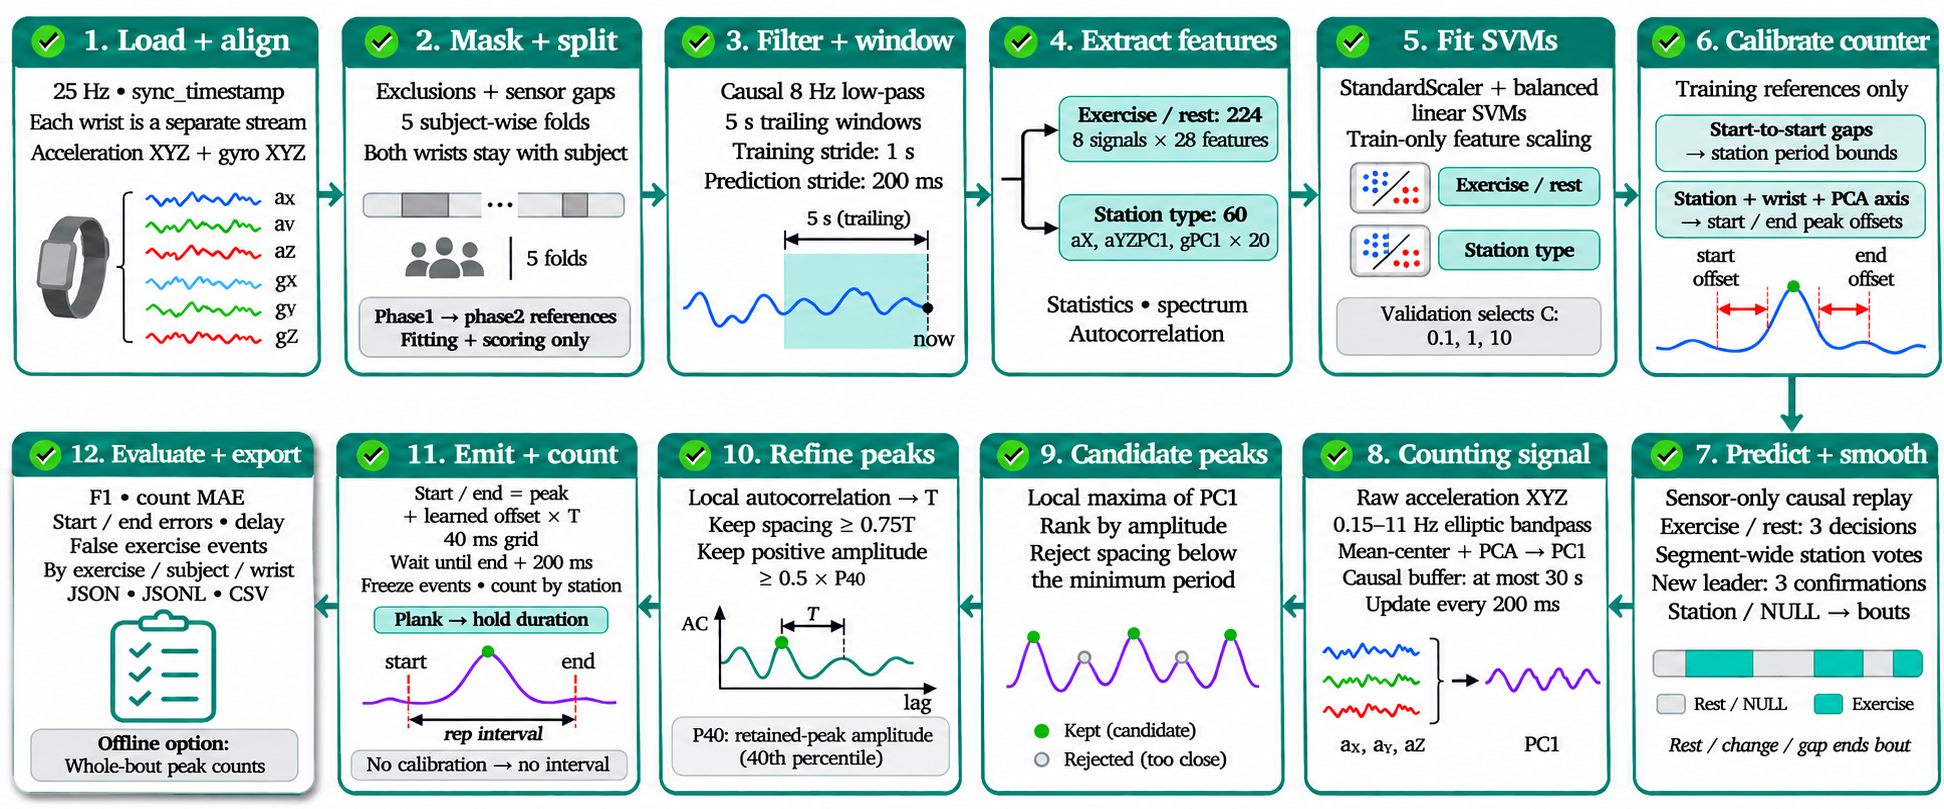 1. Load + align
25 Hz • sync_timestamp
Each wrist is a separate stream
Acceleration XYZ + gyro XYZ
ax
av
az
gx
gy
gZ
2. Mask + split
Exclusions + sensor gaps
5 subject-wise folds
Both wrists stay with subject
...
5 folds
Phase1 → phase2 references
Fitting + scoring only
3. Filter + window
Causal 8 Hz low-pass
5 s trailing windows
Training stride: 1 s
Prediction stride: 200 ms
5 s (trailing)
now
4. Extract features
Exercise / rest: 224
8 signals × 28 features
Station type: 60
aX, aYZPC1, gPC1 × 20
Statistics • spectrum
Autocorrelation
5. Fit SVMs
StandardScaler + balanced
linear SVMs
Train-only feature scaling
Exercise / rest
Station type
Validation selects C:
0.1, 1, 10
6. Calibrate counter
Training references only
Start-to-start gaps
→ station period bounds
Station + wrist + PCA axis
→ start / end peak offsets
start
offset
end
offset
7. Predict + smooth
Sensor-only causal replay
Exercise / rest: 3 decisions
Segment-wide station votes
New leader: 3 confirmations
Station / NULL → bouts
Rest / NULL
Exercise
Rest / change / gap ends bout
8. Counting signal
Raw acceleration XYZ
0.15–11 Hz elliptic bandpass
Mean-center + PCA → PC1
Causal buffer: at most 30 s
Update every 200 ms
aX, aY, aZ
PC1
9. Candidate peaks
Local maxima of PC1
Rank by amplitude
Reject spacing below
the minimum period
Kept (candidate)
Rejected (too close)
10. Refine peaks
Local autocorrelation → T
Keep spacing ≥ 0.75T
Keep positive amplitude
≥ 0.5 × P40
AC
T
lag
P40: retained-peak amplitude
(40th percentile)
11. Emit + count
Start / end = peak
+ learned offset × T
40 ms grid
Wait until end + 200 ms
Freeze events • count by station
Plank → hold duration
start
end
rep interval
No calibration → no interval
12. Evaluate + export
F1 • count MAE
Start / end errors • delay
False exercise events
By exercise / subject / wrist
JSON • JSONL • CSV
Offline option:
Whole-bout peak counts